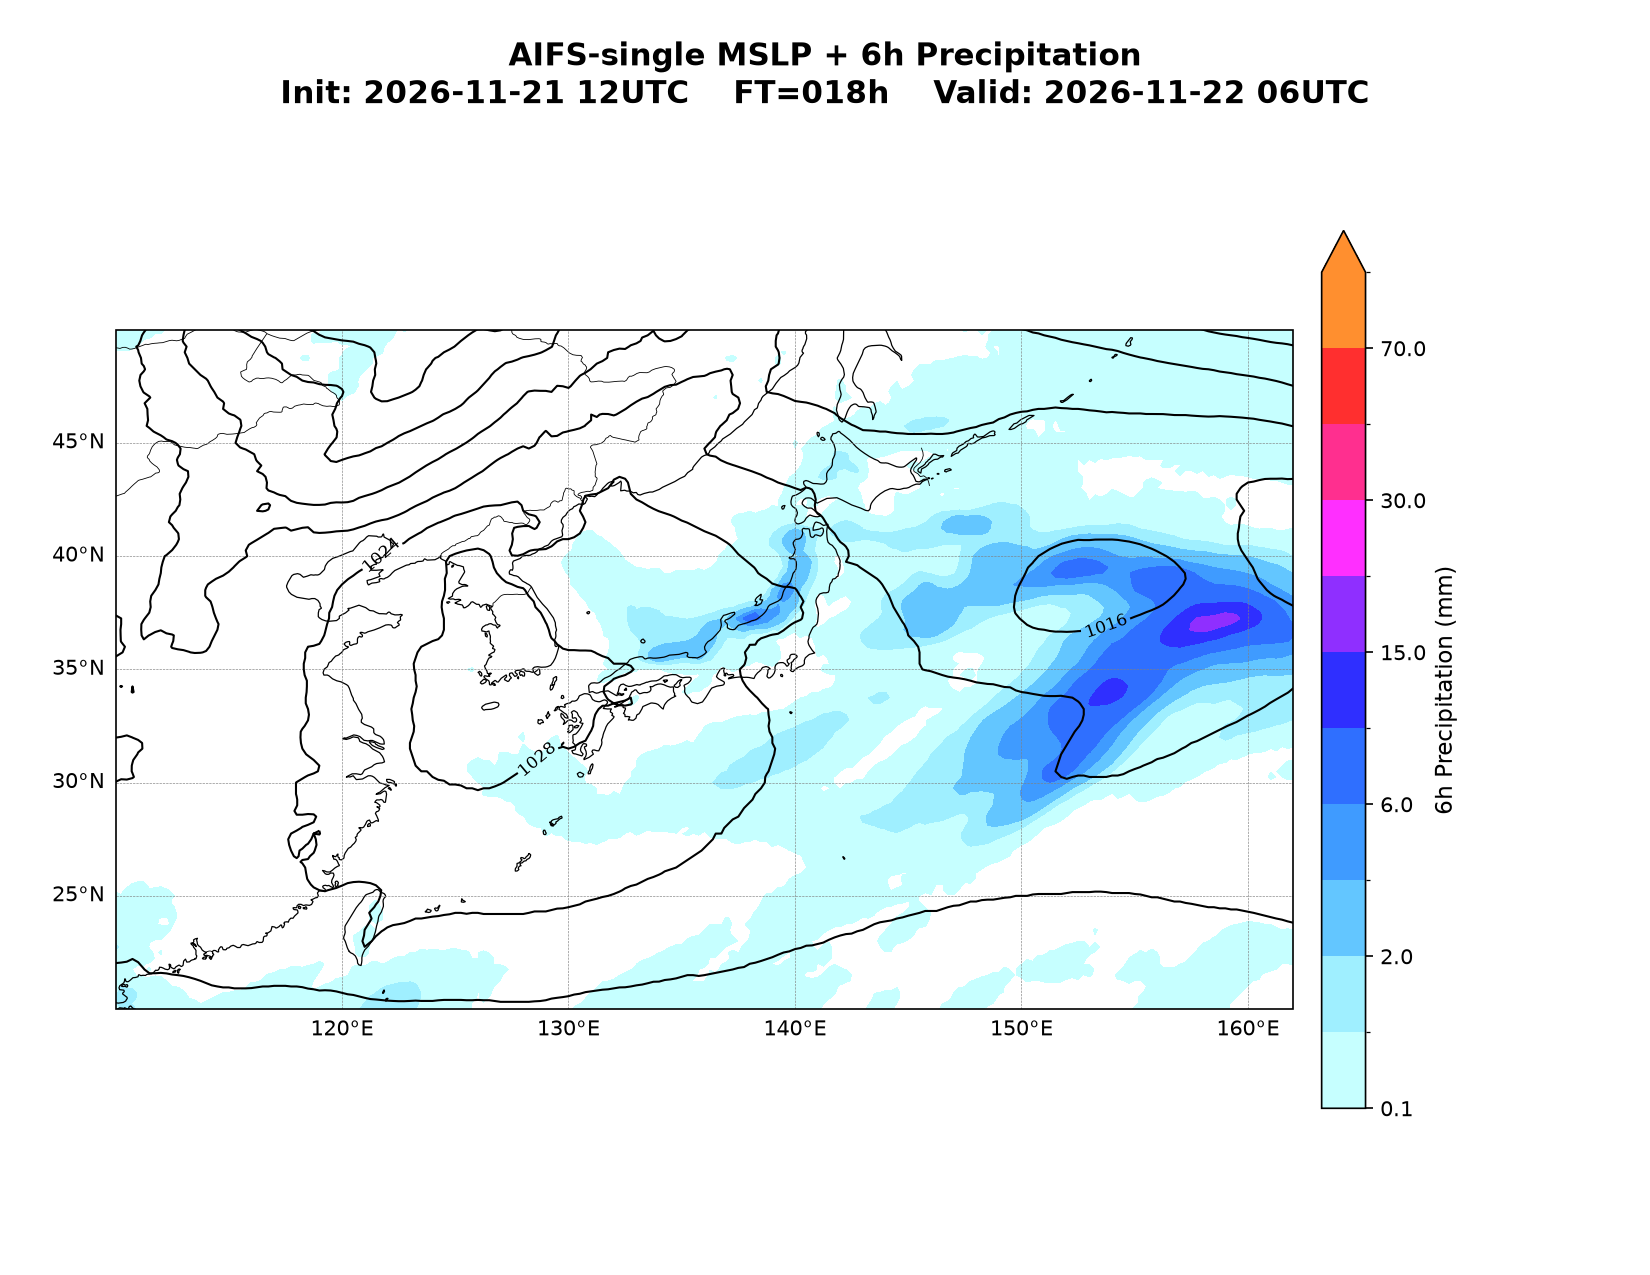 AIFS-single MSLP + 6h Precipitation
Init: 2026-11-21 12UTC    FT=018h    Valid: 2026-11-22 06UTC
70.0
30.0
15.0
6.0
2.0
0.1
6h Precipitation (mm)
45°N
40°N
35°N
30°N
25°N
1024
1016
1028
120°E
130°E
140°E
150°E
160°E